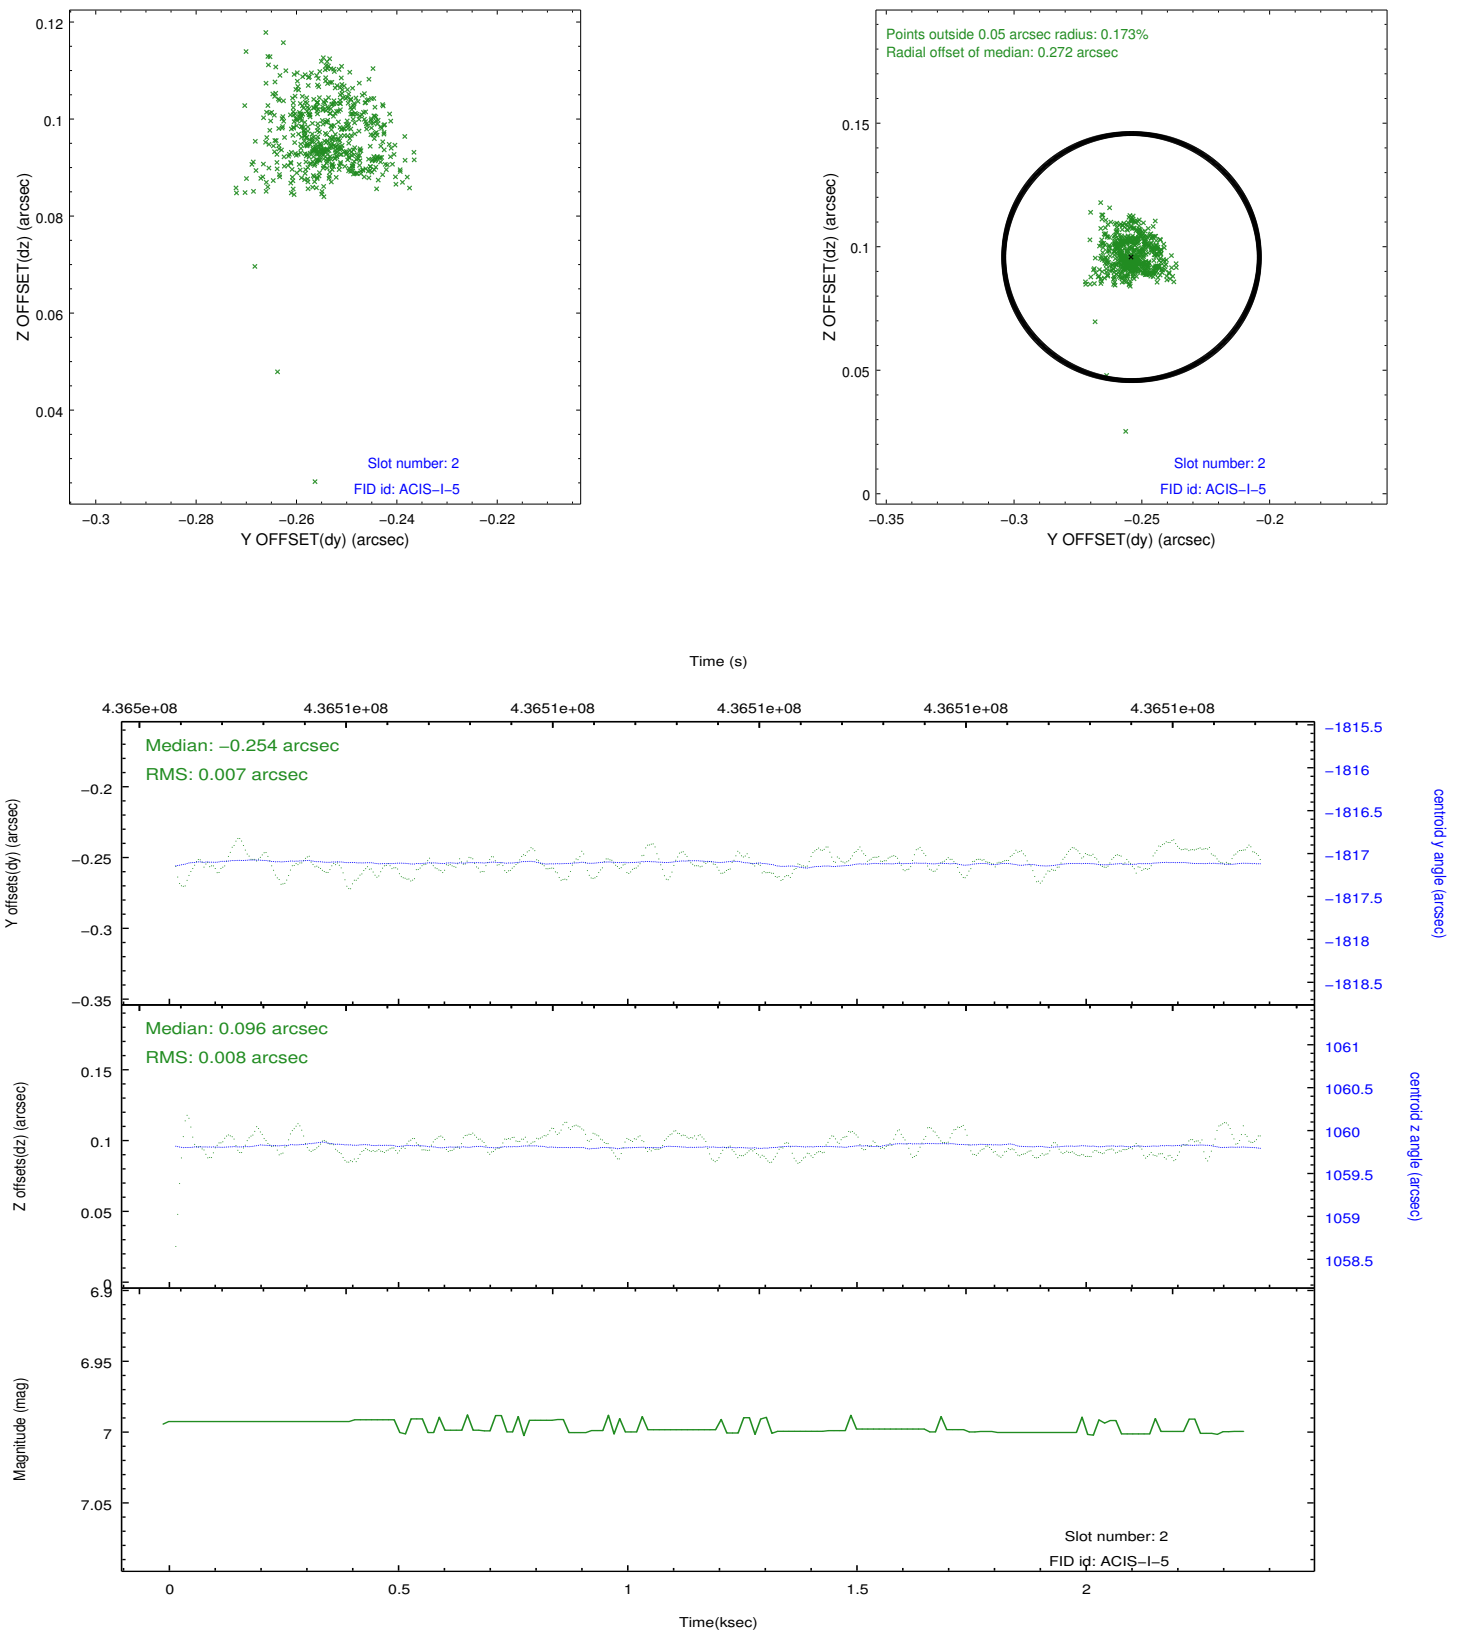 0.12
0.1
0.08
0.06
0.04
Z OFFSET(dz) (arcsec)
Slot number: 2
FID id: ACIS−I−5
−0.3
−0.28
−0.26
−0.24
−0.22
Y OFFSET(dy) (arcsec)
Points outside 0.05 arcsec radius: 0.173%
Radial offset of median: 0.272 arcsec
0.15
0.1
0.05
0
Z OFFSET(dz) (arcsec)
Slot number: 2
FID id: ACIS−I−5
−0.35
−0.3
−0.25
−0.2
Y OFFSET(dy) (arcsec)
Time (s)
4.365e+08
4.3651e+08
4.3651e+08
4.3651e+08
4.3651e+08
4.3651e+08
Median: −0.254 arcsec
RMS: 0.007 arcsec
−0.2
−0.25
−0.3
−0.35
Y offsets(dy) (arcsec)
−1815.5
−1816
−1816.5
−1817
−1817.5
−1818
−1818.5
centroid y angle (arcsec)
Median: 0.096 arcsec
RMS: 0.008 arcsec
0.15
0.1
0.05
0
Z offsets(dz) (arcsec)
1061
1060.5
1060
1059.5
1059
1058.5
centroid z angle (arcsec)
6.9
6.95
7
7.05
Magnitude (mag)
Slot number: 2
FID id: ACIS−I−5
0
0.5
1
1.5
2
Time(ksec)